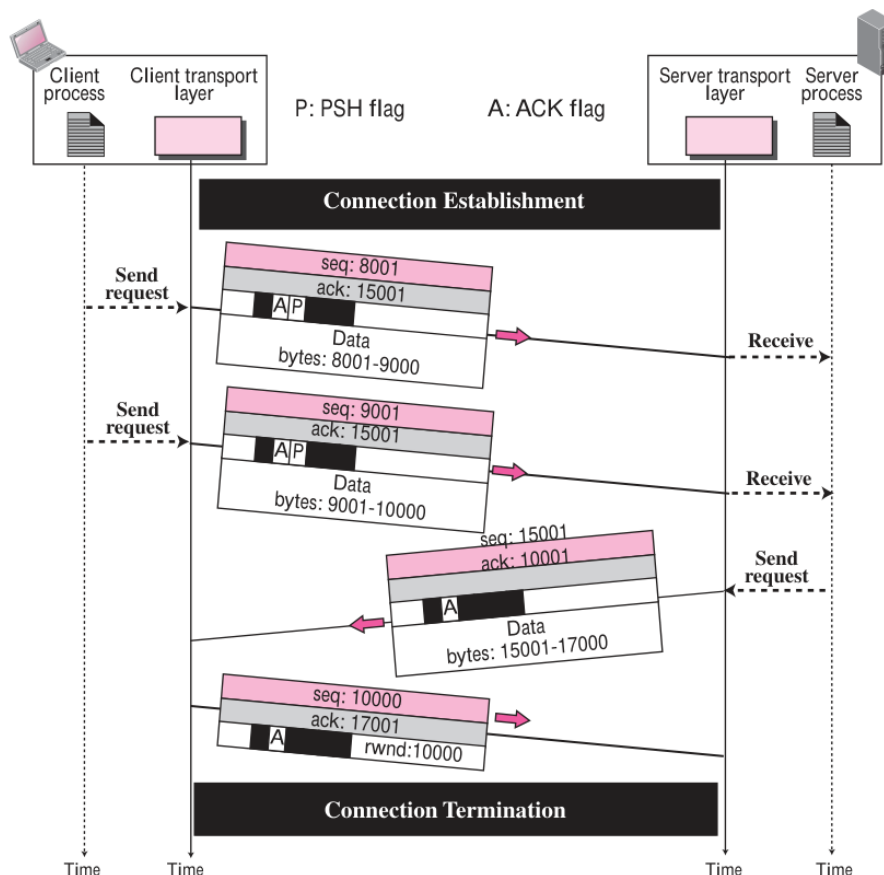 Client
process
Client transport
layer
P: PSH flag
A: ACK flag
Server transport
layer
Server
process
Connection Establishment
Send
request
seq: 8001
ack: 15001
A P
Data
bytes: 8001-9000
Receive
Send
request
seq: 9001
ack: 15001
A P
Data
bytes: 9001-10000
Receive
seq: 15001
ack: 10001
A
Data
bytes: 15001-17000
Send
request
seq: 10000
ack: 17001
A
rwnd:10000
Connection Termination
Time
Time
Time
Time